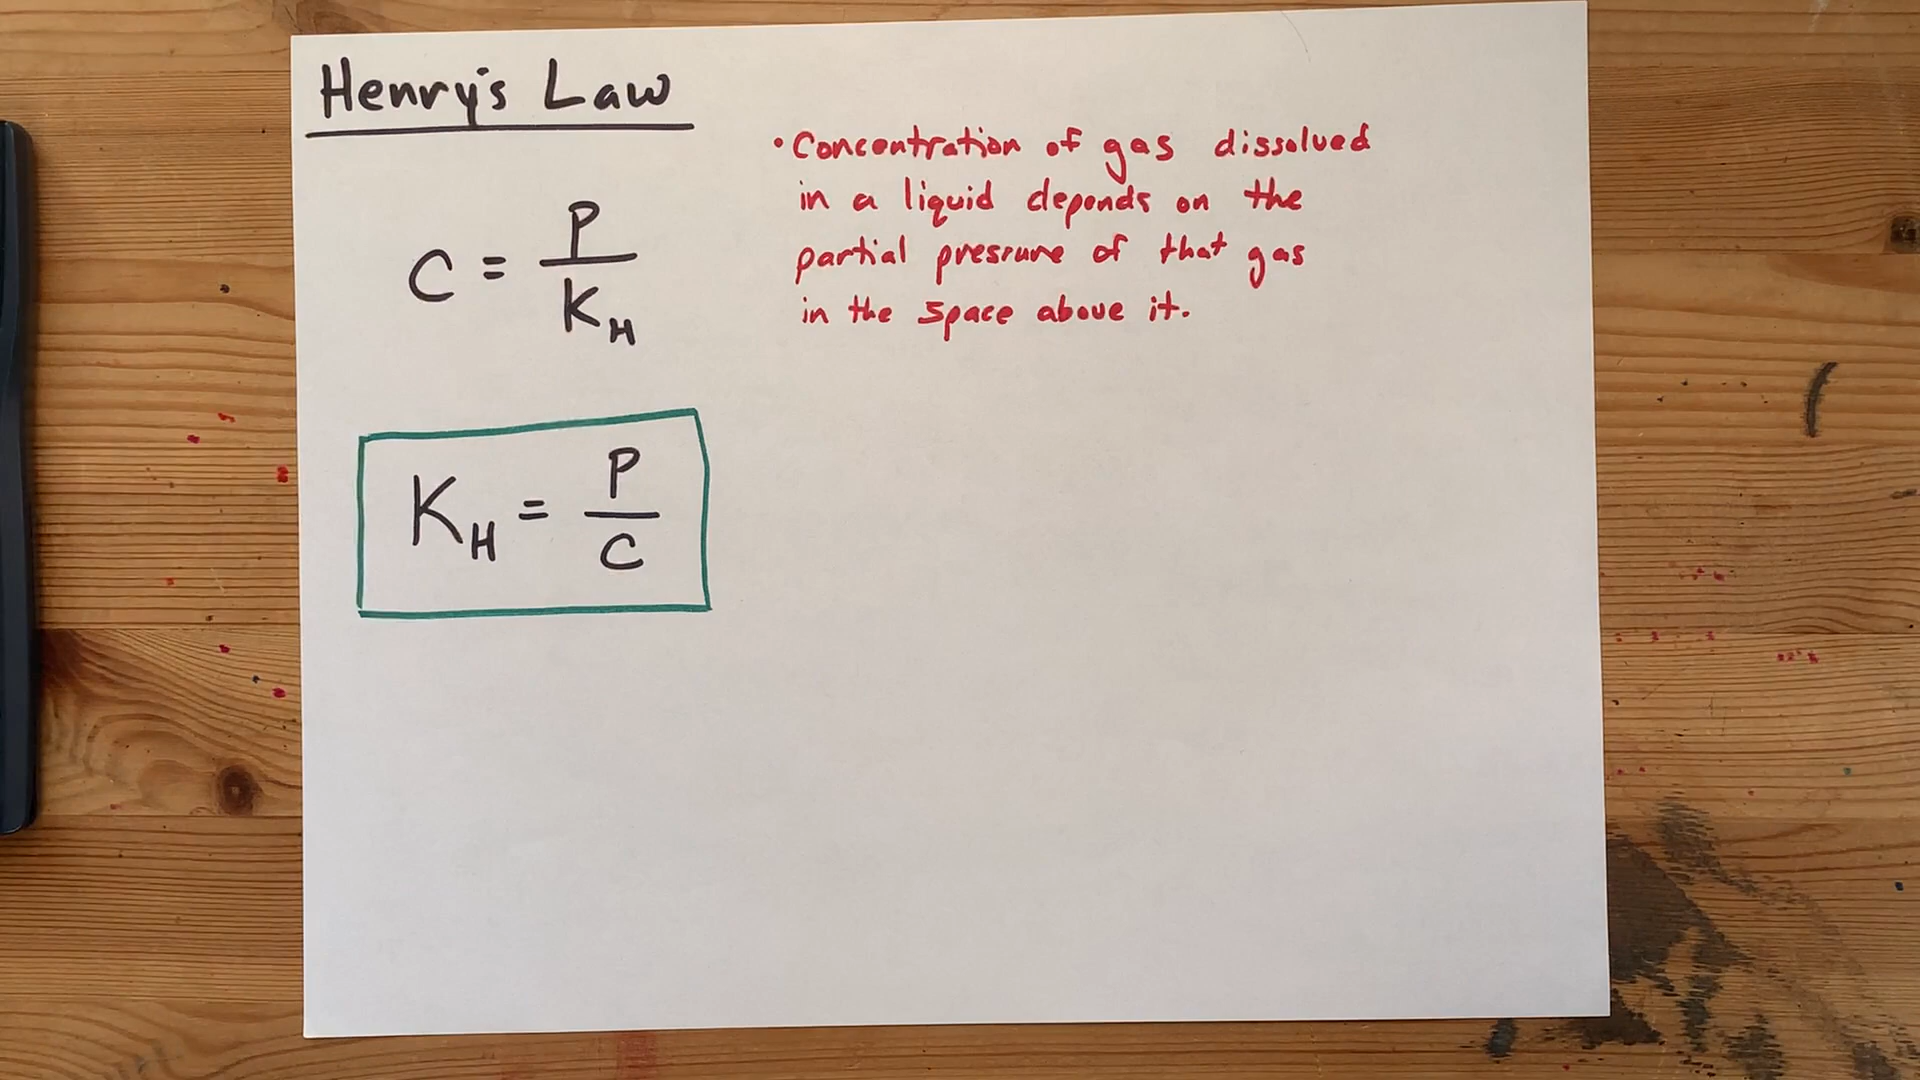 Henry's Law
C = P / K_H
K_H = P / C
• Concentration of gas dissolved
in a liquid depends on the
partial pressure of that gas
in the space above it.